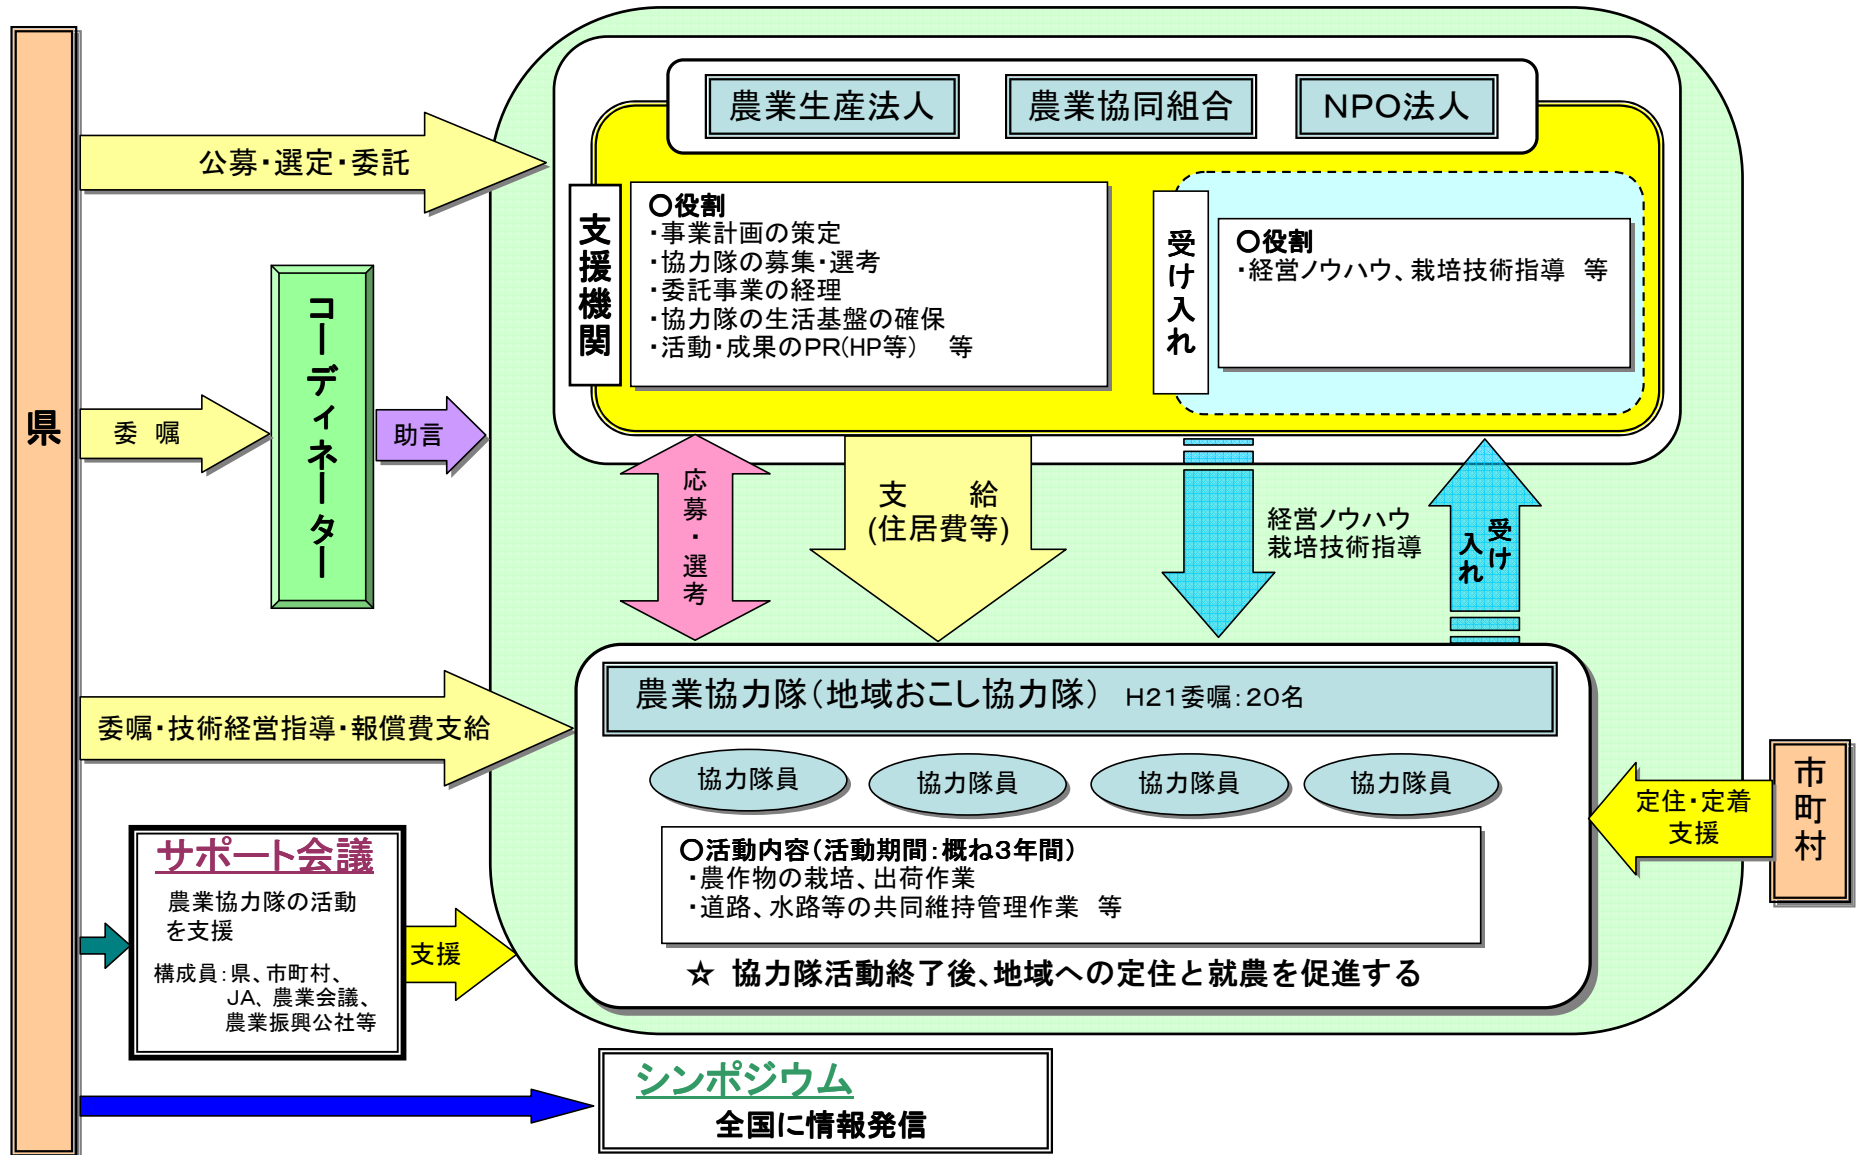 県
公募・選定・委託
農業生産法人
農業協同組合
NPO法人
支援機関
○役割
・事業計画の策定
・協力隊の募集・選考
・委託事業の経理
・協力隊の生活基盤の確保
・活動・成果のPR(HP等)　等
受け入れ
○役割
・経営ノウハウ、栽培技術指導　等
委　嘱
コーディネーター
助言
応募・選考
支　給
(住居費等)
経営ノウハウ
栽培技術指導
受け
入れ
委嘱・技術経営指導・報償費支給
農業協力隊(地域おこし協力隊)　H21委嘱:20名
協力隊員
協力隊員
協力隊員
協力隊員
○活動内容(活動期間:概ね3年間)
・農作物の栽培、出荷作業
・道路、水路等の共同維持管理作業　等
☆ 協力隊活動終了後、地域への定住と就農を促進する
定住・定着
支援
市町村
サポート会議
農業協力隊の活動
を支援
構成員:県、市町村、
JA、農業会議、
農業振興公社等
支援
シンポジウム
全国に情報発信